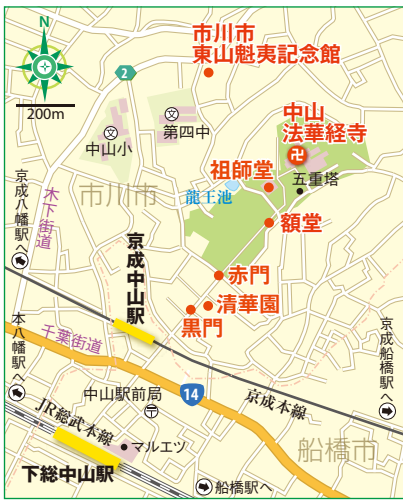 N
200m
2
市川市
東山魁夷記念館
文
第四中
文
中山小
中山
法華経寺
卍
祖師堂
五重塔
市川市
龍王池
額堂
京成八幡駅へ
木下街道
赤門
清華園
黒門
京成中山駅
本八幡駅へ
千葉街道
京成船橋駅へ
14
中山駅前局
京成本線
JR総武本線
マルエツ
船橋市
下総中山駅
船橋駅へ